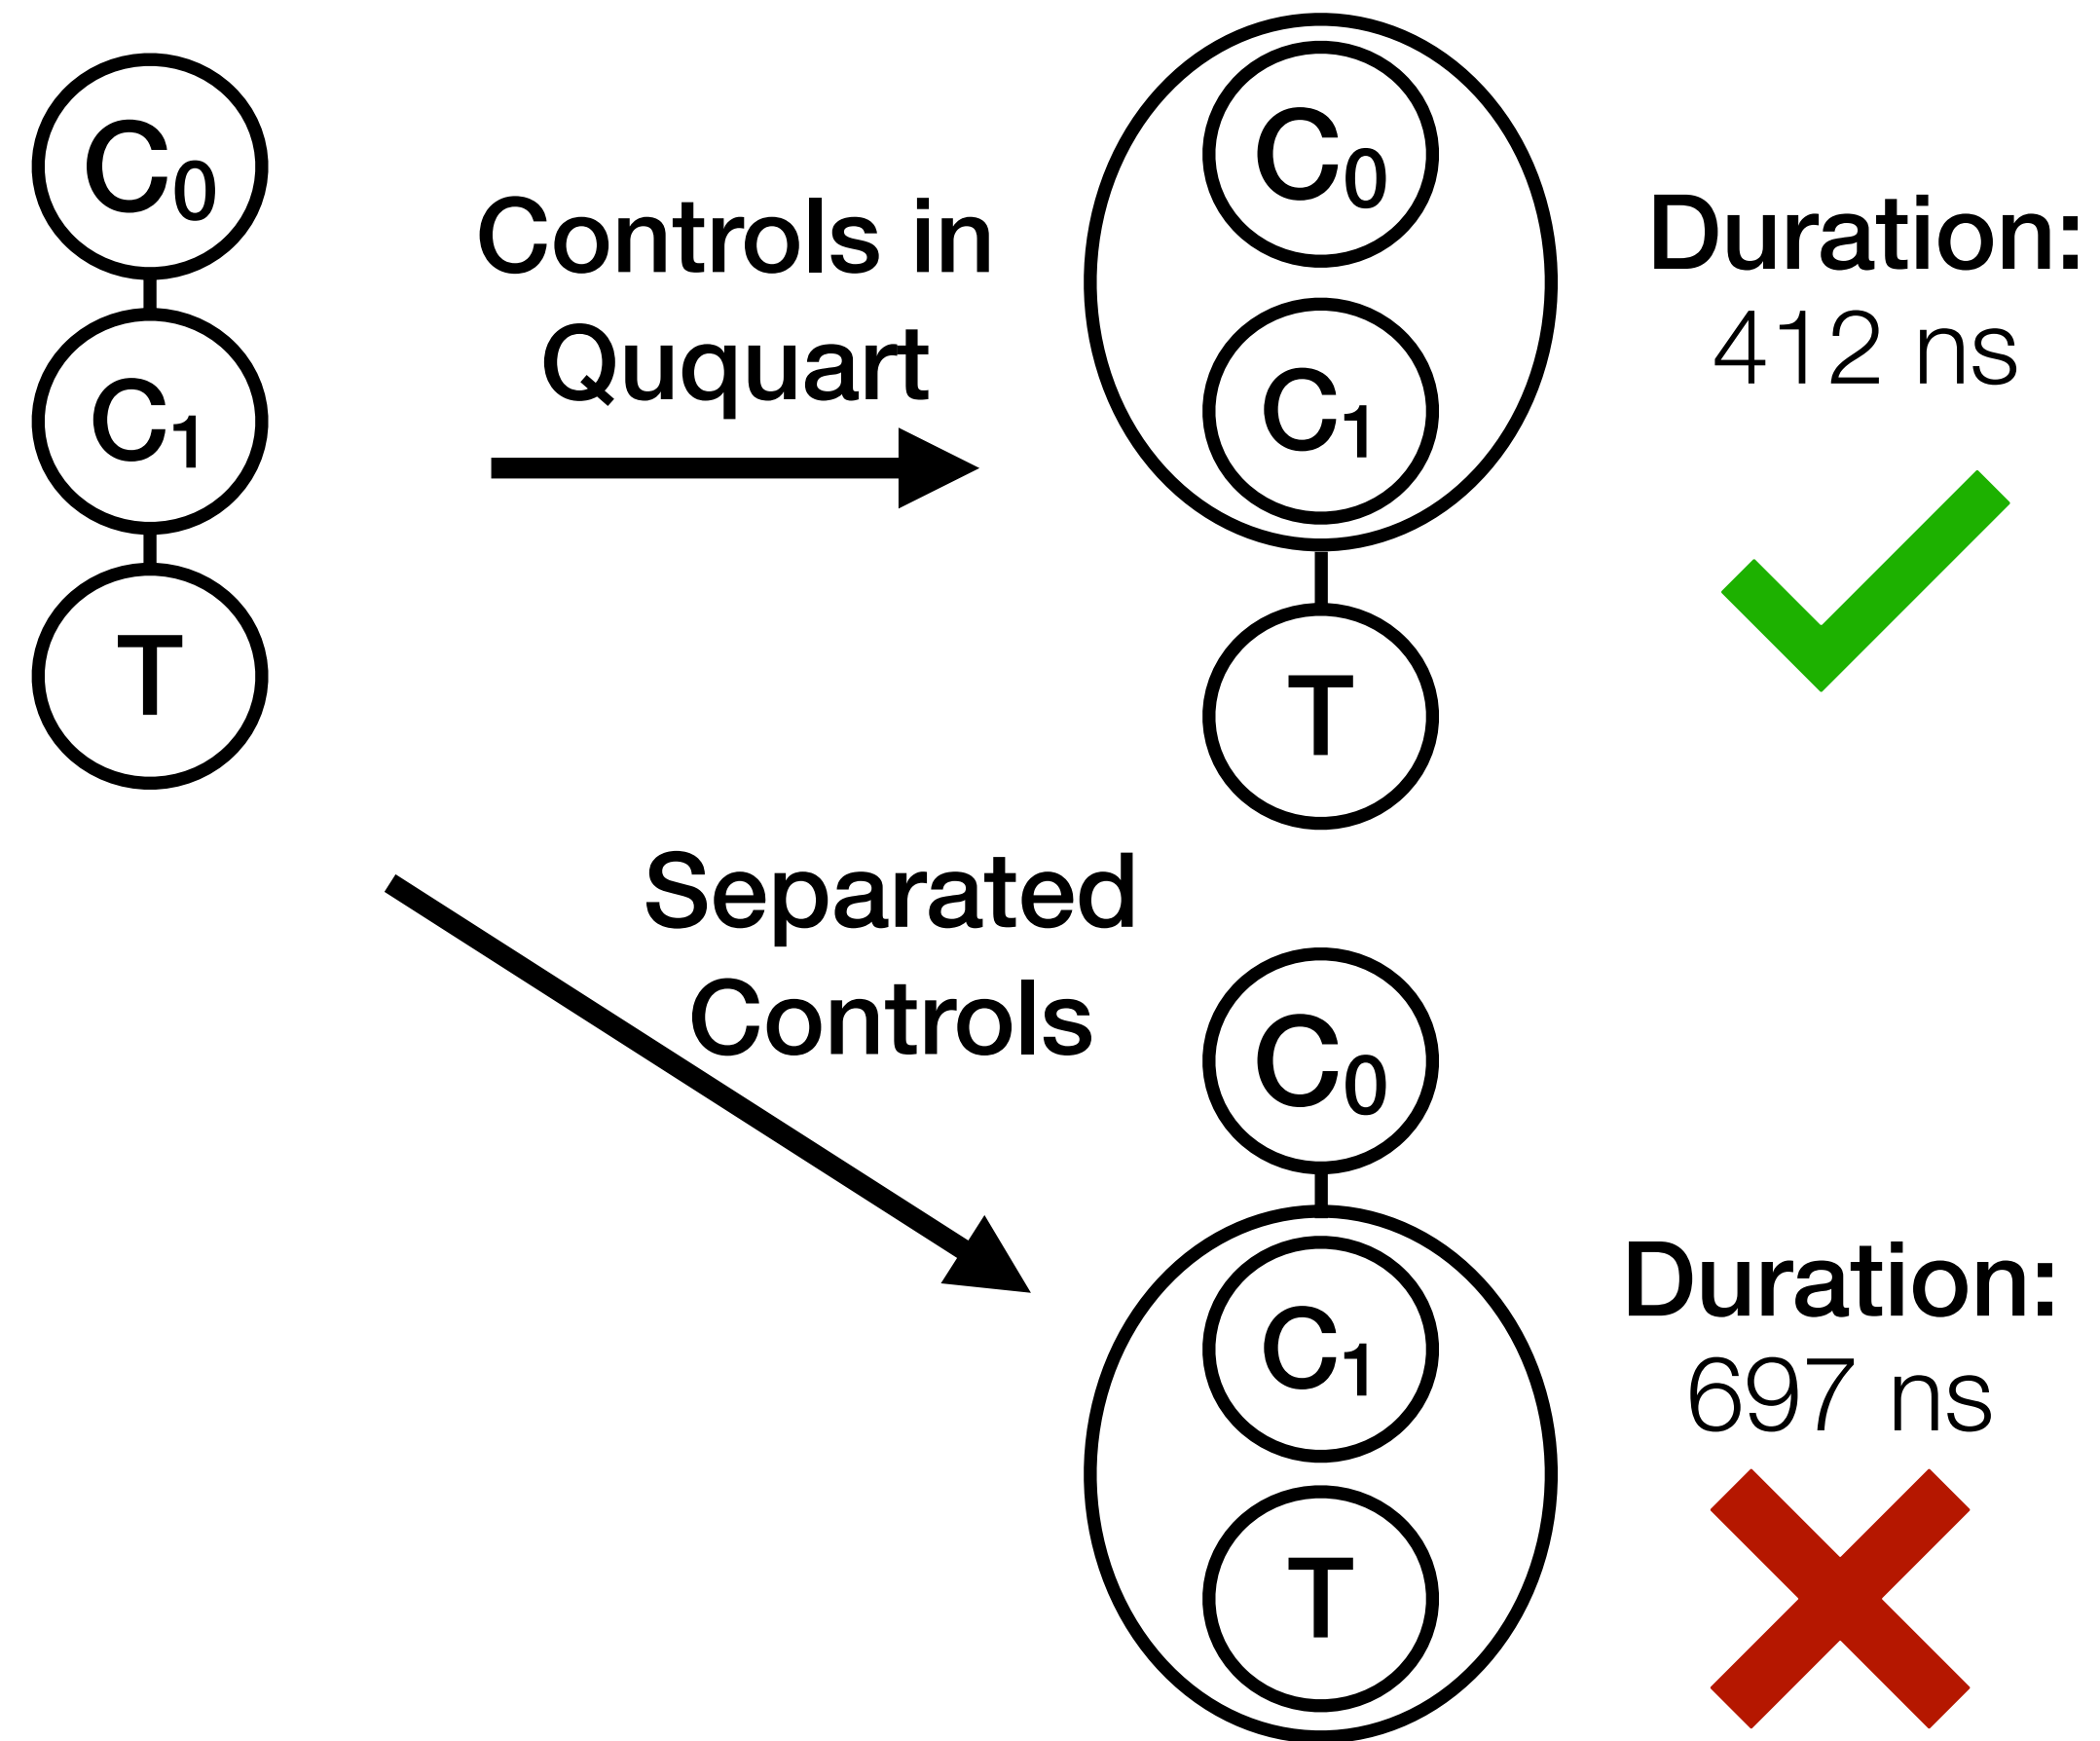 C0
C1
T
Controls in
Ququart
C0
C1
T
Duration:
412 ns
Separated
Controls
C0
C1
T
Duration:
697 ns